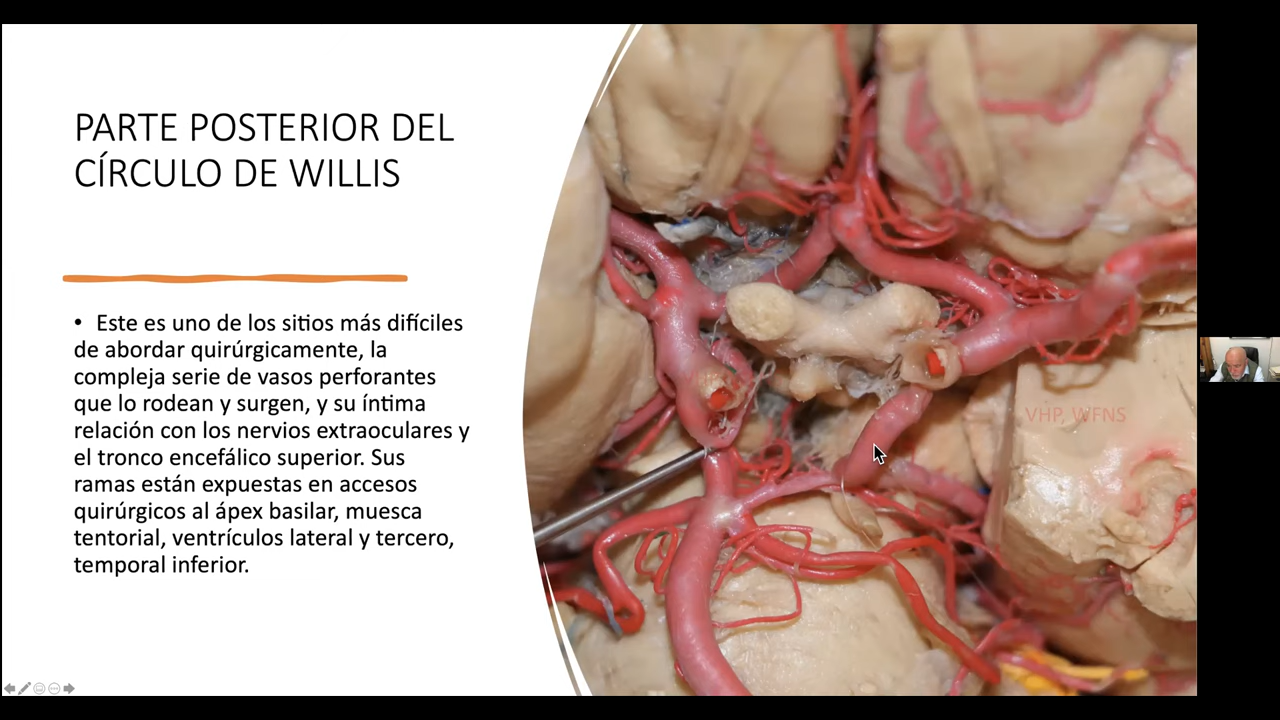 PARTE POSTERIOR DEL
CÍRCULO DE WILLIS
• Este es uno de los sitios más difíciles
de abordar quirúrgicamente, la
compleja serie de vasos perforantes
que lo rodean y surgen, y su íntima
relación con los nervios extraoculares y
el tronco encefálico superior. Sus
ramas están expuestas en accesos
quirúrgicos al ápex basilar, muesca
tentorial, ventrículos lateral y tercero,
temporal inferior.
VHP, WFNS